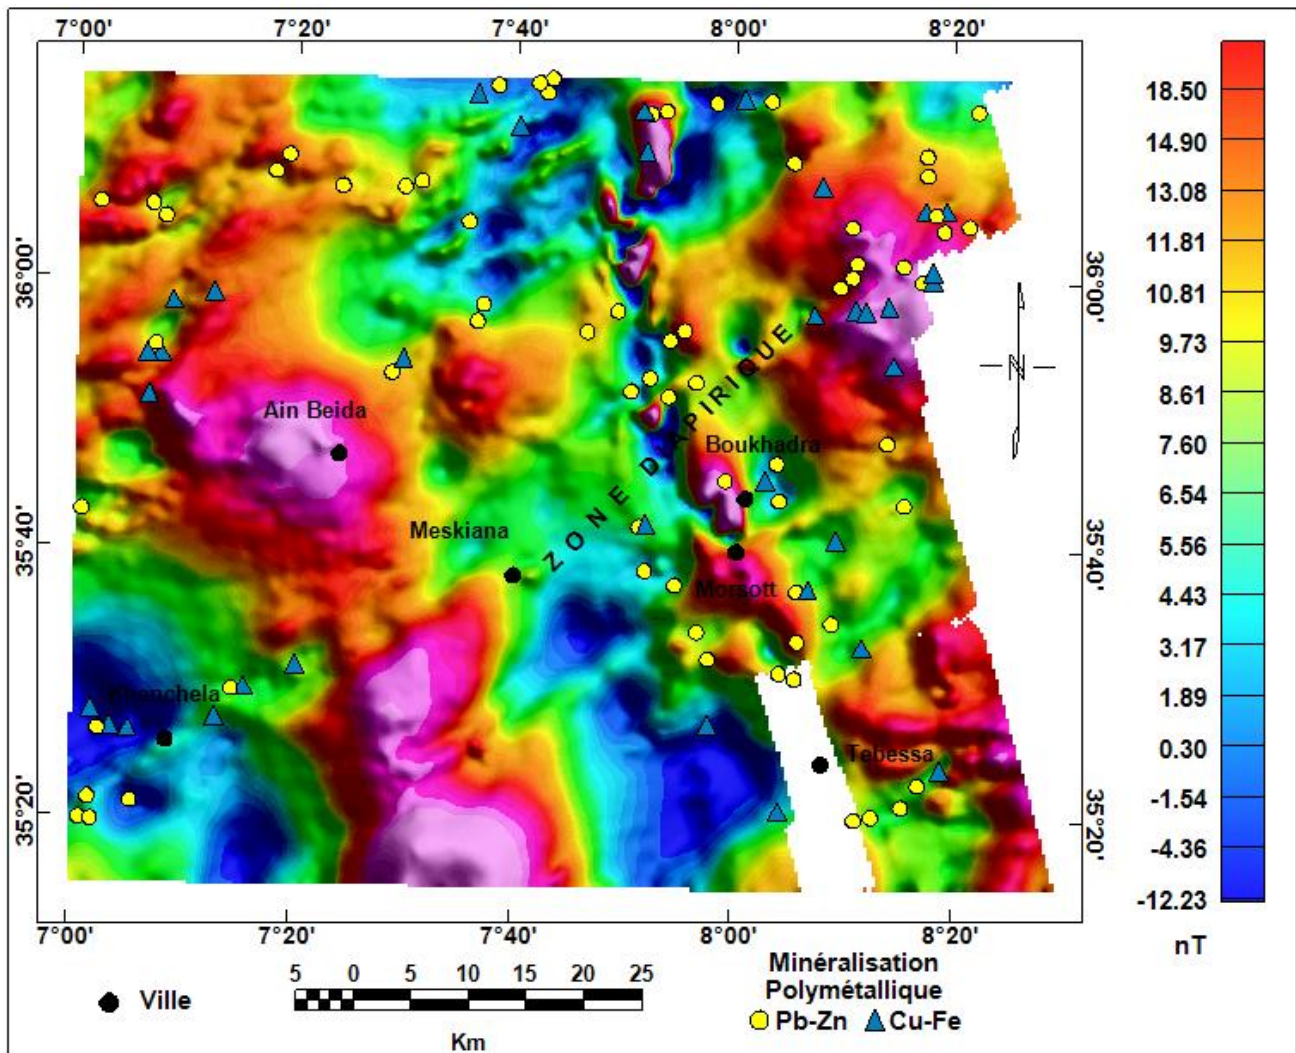 7°00' 7°20' 7°40' 8°00' 8°20'
36°00' 36°00'
35°40' 35°40'
35°20' 35°20'
7°00' 7°20' 7°40' 8°00' 8°20'
Ain Beida
Boukhadra
ZONE DIAPIRIQUE
Meskiana
Morsott
Khenchela
Tebessa
N
18.50
14.90
13.08
11.81
10.81
9.73
8.61
7.60
6.54
5.56
4.43
3.17
1.89
0.30
-1.54
-4.36
-12.23
nT
Ville
5 0 5 10 15 20 25
Km
Minéralisation
Polymétallique
Pb-Zn Cu-Fe